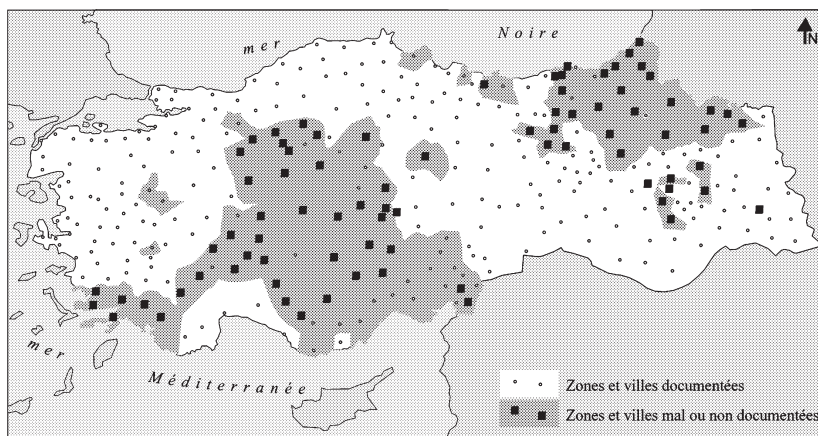 mer Noire
N
mer
Méditerranée
Zones et villes documentées
Zones et villes mal ou non documentées